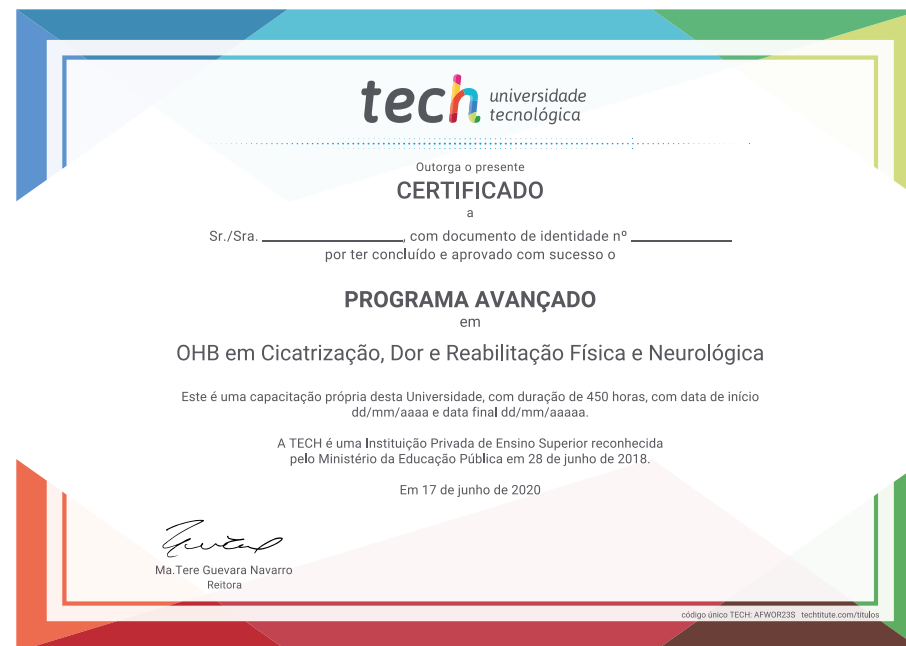 tech universidade
tecnológica
Outorga o presente
CERTIFICADO
a
Sr./Sra. , com documento de identidade nº
por ter concluído e aprovado com sucesso o
PROGRAMA AVANÇADO
em
OHB em Cicatrização, Dor e Reabilitação Física e Neurológica
Este é uma capacitação própria desta Universidade, com duração de 450 horas, com data de início
dd/mm/aaaa e data final dd/mm/aaaaa.
A TECH é uma Instituição Privada de Ensino Superior reconhecida
pelo Ministério da Educação Pública em 28 de junho de 2018.
Em 17 de junho de 2020
Ma.Tere Guevara Navarro
Reitora
código único TECH: AFWOR23S techtitute.com/titulos